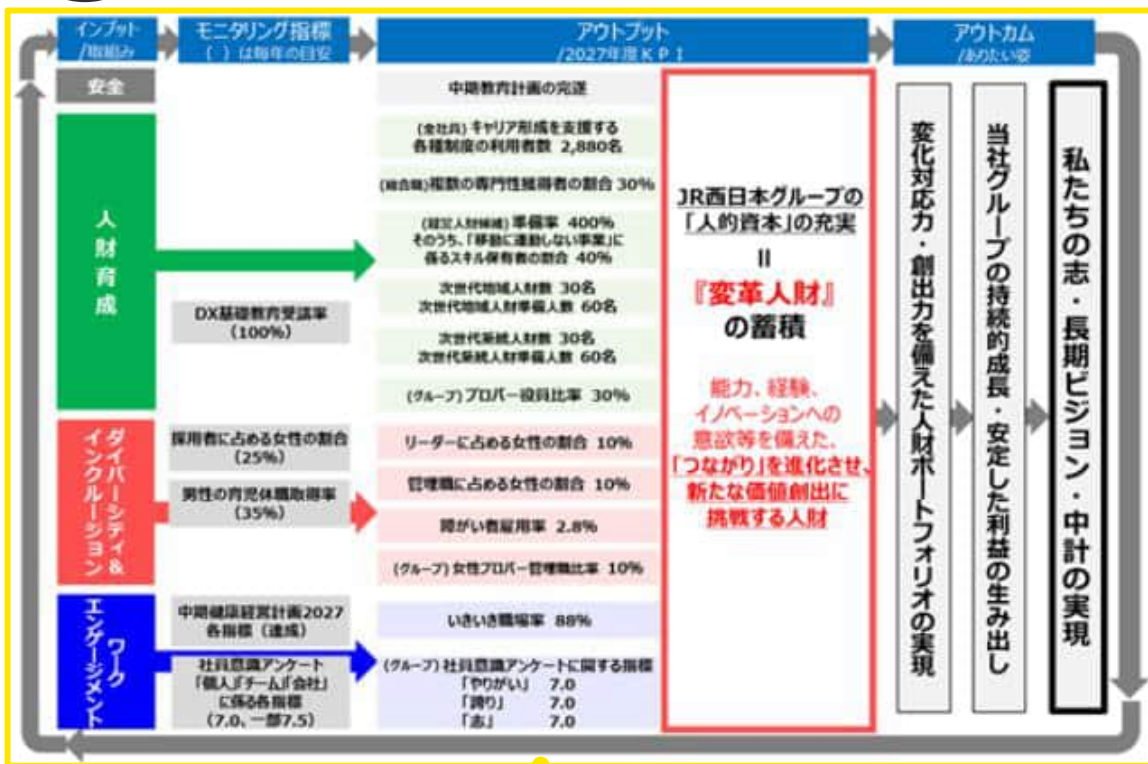 インプット
/取組み
モニタリング指標
( )は毎年の目安
アウトプット
/2027年度KPI
アウトカム
/ありたい姿
安全
中期教育計画の完遂
人財育成
DX基礎教育受講率
(100%)
(全社員)キャリア形成を支援する
各種制度の利用者数 2,880名
(総合職)複数の専門性獲得者の割合 30%
(経営人財候補)準備率 400%
そのうち、「移動に連動しない事業」に
係るスキル保有者の割合 40%
次世代地域人財数 30名
次世代地域人財準備人数 60名
次世代系統人財数 30名
次世代系統人財準備人数 60名
(グループ)プロパー役員比率 30%
ダイバーシティ&
インクルージョン
採用者に占める女性の割合
(25%)
男性の育児休職取得率
(35%)
リーダーに占める女性の割合 10%
管理職に占める女性の割合 10%
障がい者雇用率 2.8%
(グループ)女性プロパー管理職比率 10%
ワーク
エンゲージメント
中期健康経営計画2027
各指標(達成)
社員意識アンケート
「個人」「チーム」「会社」
に係る各指標
(7.0、一部7.5)
いきいき職場率 88%
(グループ)社員意識アンケートに関する指標
「やりがい」 7.0
「誇り」 7.0
「志」 7.0
JR西日本グループの
「人的資本」の充実
=
『変革人財』
の蓄積
能力、経験、
イノベーションへの
意欲等を備えた、
「つながり」を進化させ、
新たな価値創出に
挑戦する人財
変化対応力・創出力を備えた人財ポートフォリオの実現
当社グループの持続的成長・安定した利益の生み出し
私たちの志・長期ビジョン・中計の実現